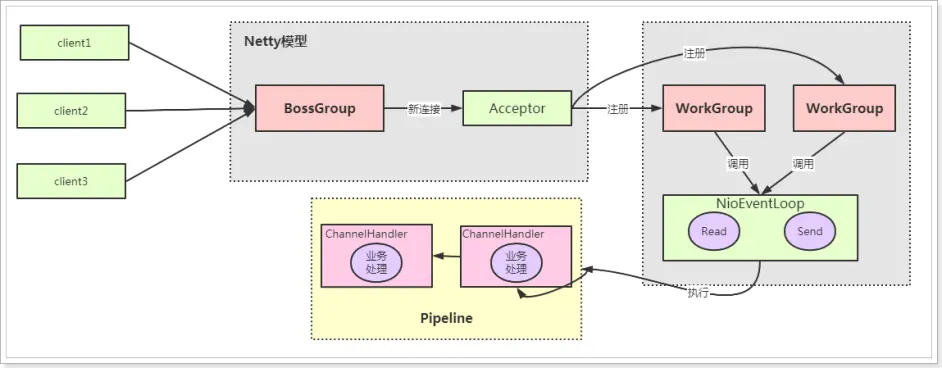 client1
client2
client3
Netty模型
BossGroup
新连接
Acceptor
注册
注册
WorkGroup
WorkGroup
调用
调用
NioEventLoop
Read
Send
执行
ChannelHandler
业务
处理
ChannelHandler
业务
处理
Pipeline